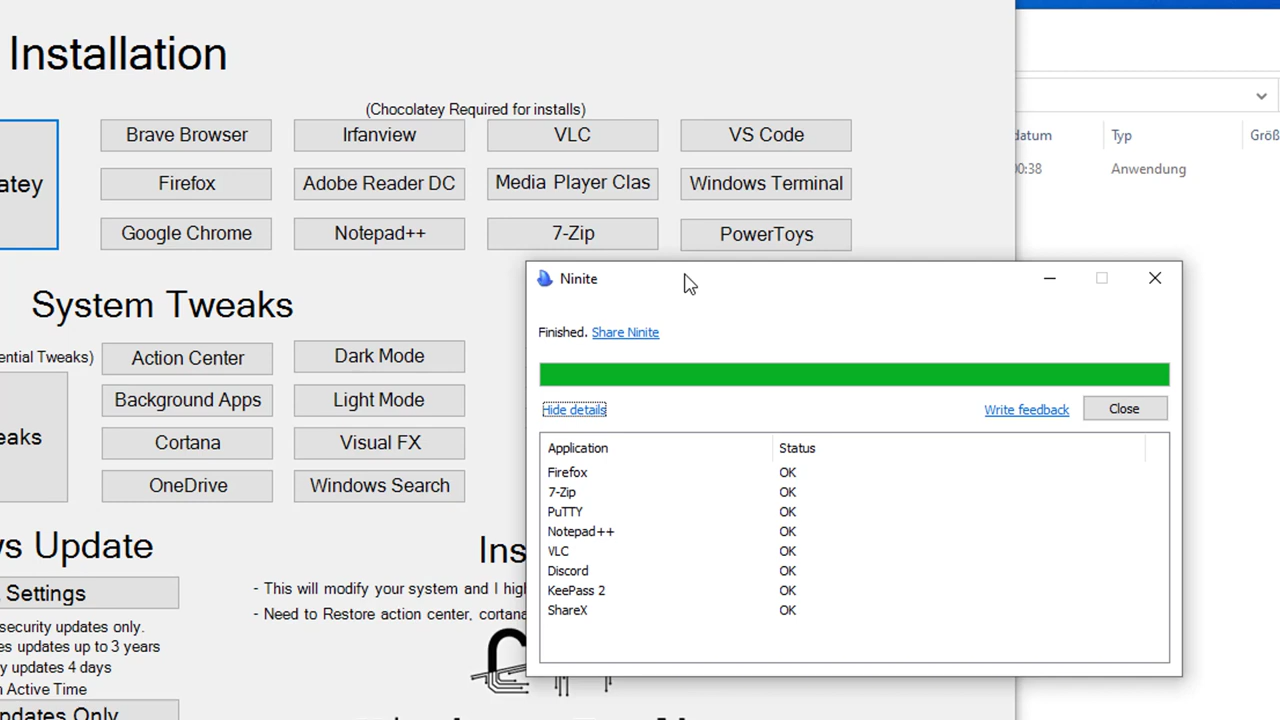 Installation
(Chocolatey Required for installs)
atey
Brave Browser
Irfanview
VLC
VS Code
Firefox
Adobe Reader DC
Media Player Clas
Windows Terminal
Google Chrome
Notepad++
7-Zip
PowerToys
System Tweaks
ential Tweaks)
eaks
Action Center
Dark Mode
Background Apps
Light Mode
Cortana
Visual FX
OneDrive
Windows Search
vs Update
Settings
security updates only.
es updates up to 3 years
y updates 4 days
n Active Time
pdates Only
Ins
- This will modify your system and I hig
- Need to Restore action center, cortana
datum
Typ
Größ
00:38
Anwendung
Ninite
Finished. Share Ninite
Hide details
Write feedback
Close
Application Status
Firefox OK
7-Zip OK
PuTTY OK
Notepad++ OK
VLC OK
Discord OK
KeePass 2 OK
ShareX OK